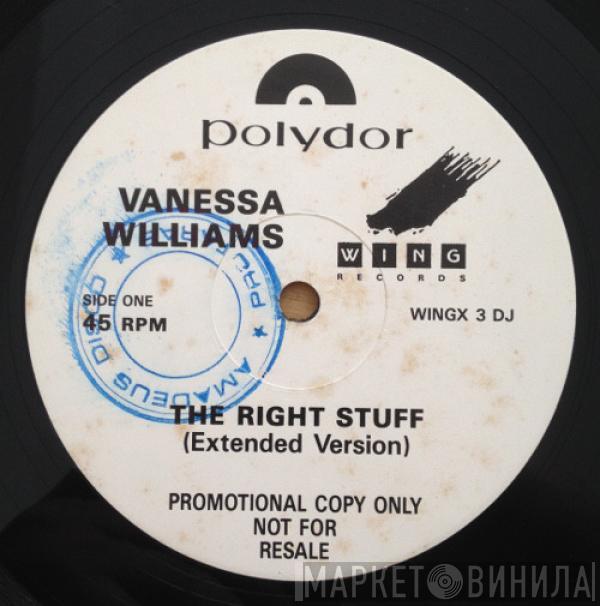 polydor
VANESSA
WILLIAMS
WING
RECORDS
SIDE ONE
45 RPM
WINGX 3 DJ
AMADEUS DISCO
THE RIGHT STUFF
(Extended Version)
PROMOTIONAL COPY ONLY
NOT FOR
RESALE
МАРКЕТ ВИНИЛА